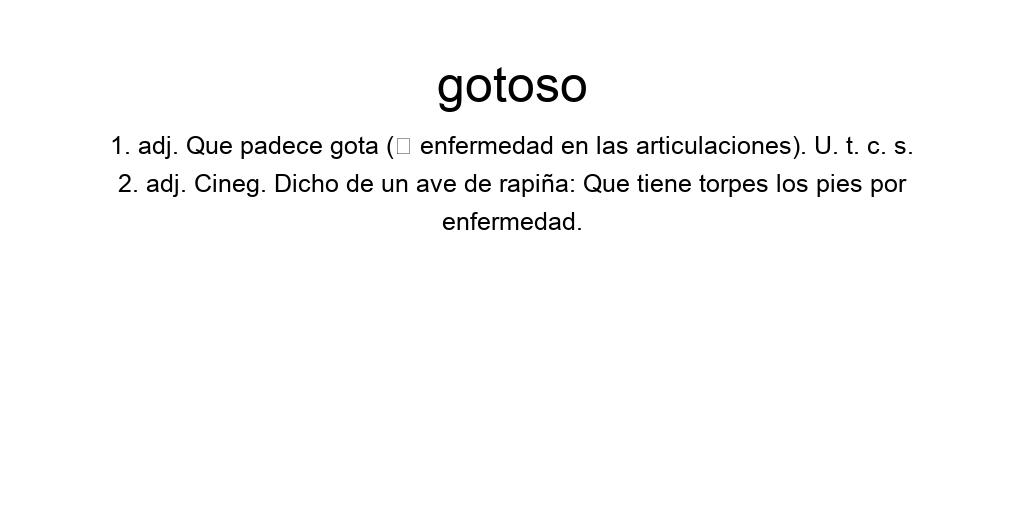 gotoso
1. adj. Que padece gota (□ enfermedad en las articulaciones). U. t. c. s.
2. adj. Cineg. Dicho de un ave de rapiña: Que tiene torpes los pies por
enfermedad.